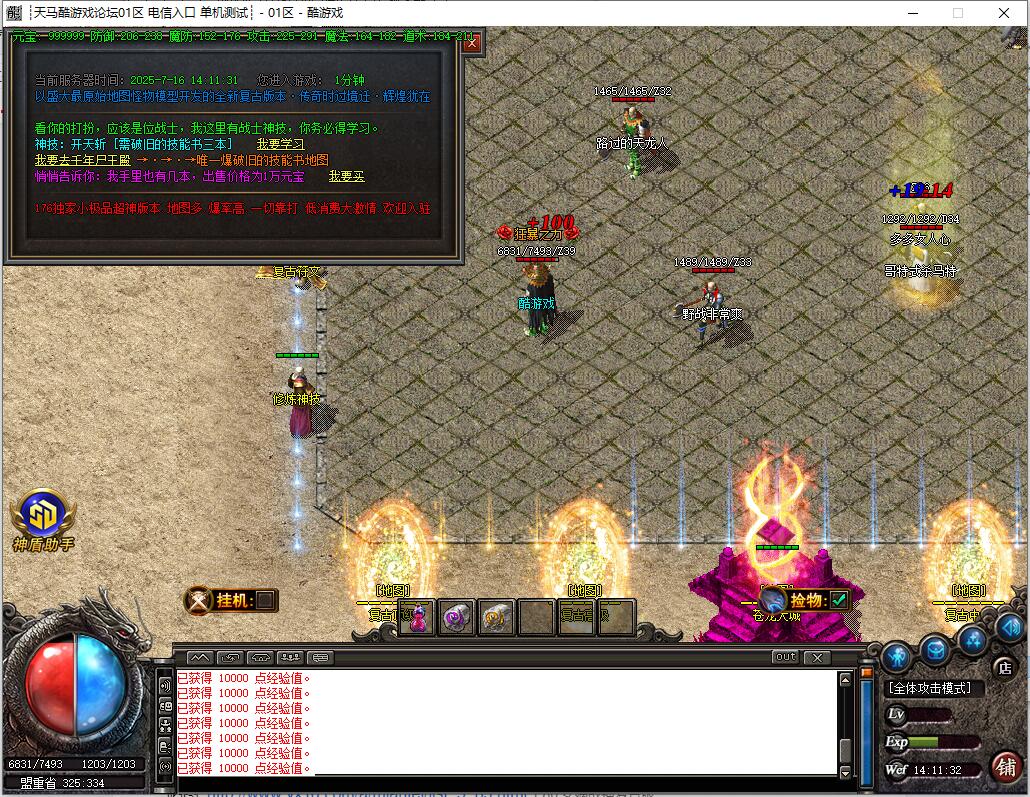 天马酷游戏论坛01区 电信入口 单机测试 - 01区 - 酷游戏
元宝: 999999 防御:206-238 魔防:152-176 攻击:225-291 魔法:164-182 道术:184-211
当前服务器时间: 2025-7-16 14:11:31 您进入游戏: 1分钟
以盛大最原始地图怪物模型开发的全新复古版本·传奇时过境迁·辉煌犹在
看你的打扮，应该是位战士，我这里有战士神技，你务必得学习。
神技: 开天斩 [需破旧的技能书三本] 我要学习
我要去千年尸王殿 →·→·→唯一爆破旧的技能书地图
悄悄告诉你: 我手里也有几本，出售价格为1万元宝 我要买
176独家小极品超神版本 地图多 爆率高 一切靠打 低消费大激情 欢迎入驻
1465/1465/Z32
路过的天龙人
+19 14
1292/1292/D34
多多女人心
哥特式杀马特
+100
狂暴之力
6831/7493/Z39
酷游戏
1489/1489/Z33
野战非常爽
复古符文
修炼神技
神盾助手
[地图]
[地图]
[地图]
挂机:
捡物:
苍龙大城
OUT
已获得 10000 点经验值。
已获得 10000 点经验值。
已获得 10000 点经验值。
已获得 10000 点经验值。
已获得 10000 点经验值。
已获得 10000 点经验值。
已获得 10000 点经验值。
店
[全体攻击模式]
Lv
Exp
Wef 14:11:32
铺
6831/7493 1203/1203
盟重省 325:334